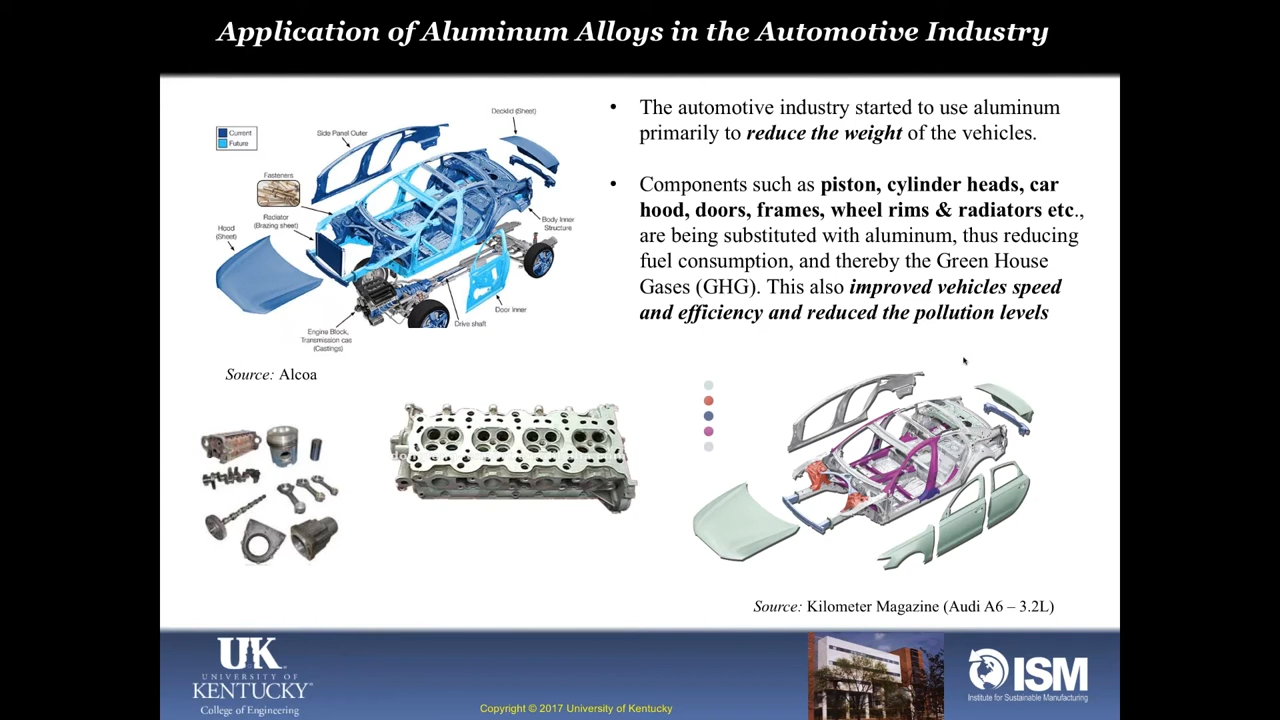 Application of Aluminum Alloys in the Automotive Industry
Current
Future
Side Panel Outer
Decklid (Sheet)
Fasteners
Radiator
(Brazing sheet)
Hood
(Sheet)
Body Inner
Structure
Door Inner
Drive shaft
Engine Block,
Transmission cas
(Castings)
Source: Alcoa
• The automotive industry started to use aluminum
primarily to reduce the weight of the vehicles.
• Components such as piston, cylinder heads, car
hood, doors, frames, wheel rims & radiators etc.,
are being substituted with aluminum, thus reducing
fuel consumption, and thereby the Green House
Gases (GHG). This also improved vehicles speed
and efficiency and reduced the pollution levels
Source: Kilometer Magazine (Audi A6 – 3.2L)
UK
UNIVERSITY OF
KENTUCKY
College of Engineering
Copyright © 2017 University of Kentucky
ISM
Institute for Sustainable Manufacturing